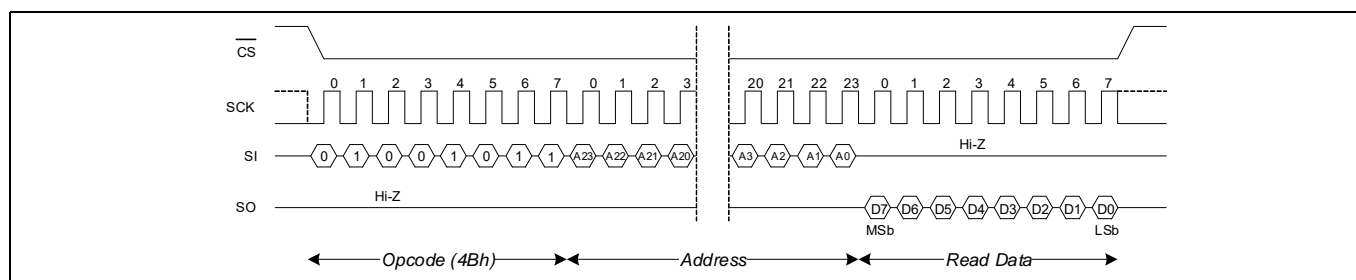 CS
0 1 2 3 4 5 6 7 0 1 2 3 20 21 22 23 0 1 2 3 4 5 6 7
SCK
Hi-Z
SI 0 1 0 0 1 0 1 1 A23 A22 A21 A20 A3 A2 A1 A0
Hi-Z
SO D7 D6 D5 D4 D3 D2 D1 D0
MSb LSb
Opcode (4Bh) Address Read Data